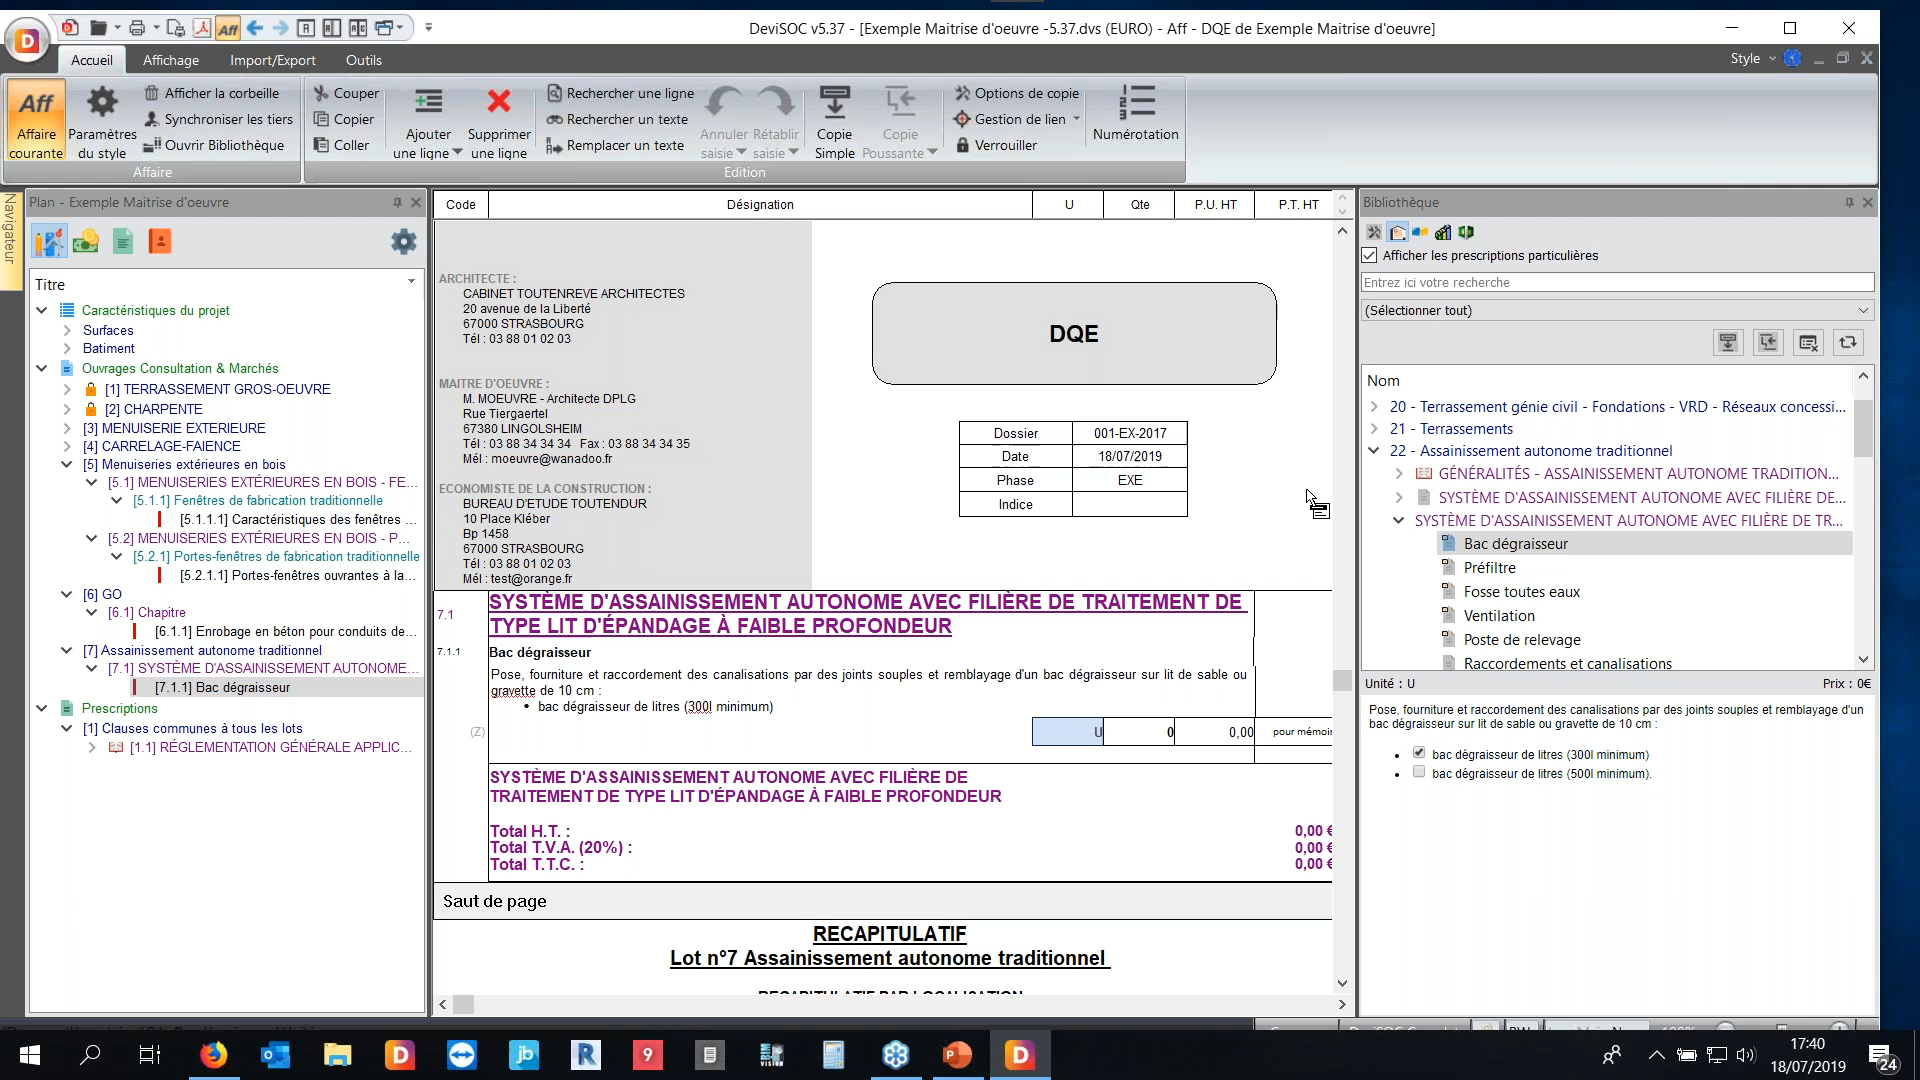 DeviSOC v5.37 - [Exemple Maitrise d'oeuvre -5.37.dvs (EURO) - Aff - DQE de Exemple Maitrise d'oeuvre]
Accueil Affichage Import/Export Outils Style
Aff Affaire courante
Paramètres du style
Afficher la corbeille
Synchroniser les tiers
Ouvrir Bibliothèque
Affaire
Couper
Copier
Coller
Ajouter une ligne
Supprimer une ligne
Rechercher une ligne
Rechercher un texte
Remplacer un texte
Annuler saisie
Rétablir saisie
Copie Simple
Copie Poussante
Options de copie
Gestion de lien
Verrouiller
Numérotation
Edition
Navigateur
Plan - Exemple Maitrise d'oeuvre
Titre
Caractéristiques du projet
Surfaces
Batiment
Ouvrages Consultation & Marchés
[1] TERRASSEMENT GROS-OEUVRE
[2] CHARPENTE
[3] MENUISERIE EXTERIEURE
[4] CARRELAGE-FAIENCE
[5] Menuiseries extérieures en bois
[5.1] MENUISERIES EXTÉRIEURES EN BOIS - FE...
[5.1.1] Fenêtres de fabrication traditionnelle
[5.1.1.1] Caractéristiques des fenêtres ...
[5.2] MENUISERIES EXTÉRIEURES EN BOIS - P...
[5.2.1] Portes-fenêtres de fabrication traditionnelle
[5.2.1.1] Portes-fenêtres ouvrantes à la...
[6] GO
[6.1] Chapitre
[6.1.1] Enrobage en béton pour conduits de...
[7] Assainissement autonome traditionnel
[7.1] SYSTÈME D'ASSAINISSEMENT AUTONOME...
[7.1.1] Bac dégraisseur
Prescriptions
[1] Clauses communes à tous les lots
[1.1] RÉGLEMENTATION GÉNÉRALE APPLIC...
Code Désignation U Qte P.U. HT P.T. HT
ARCHITECTE :
CABINET TOUTENREVE ARCHITECTES
20 avenue de la Liberté
67000 STRASBOURG
Tél : 03 88 01 02 03
MAITRE D'OEUVRE :
M. MOEUVRE - Architecte DPLG
Rue Tiergaertel
67380 LINGOLSHEIM
Tél : 03 88 34 34 34 Fax : 03 88 34 34 35
Mél : moeuvre@wanadoo.fr
ECONOMISTE DE LA CONSTRUCTION :
BUREAU D'ETUDE TOUTENDUR
10 Place Kléber
Bp 1458
67000 STRASBOURG
Tél : 03 88 01 02 03
Mél : test@orange.fr
DQE
Dossier 001-EX-2017
Date 18/07/2019
Phase EXE
Indice
7.1 SYSTÈME D'ASSAINISSEMENT AUTONOME AVEC FILIÈRE DE TRAITEMENT DE
TYPE LIT D'ÉPANDAGE À FAIBLE PROFONDEUR
7.1.1 Bac dégraisseur
Pose, fourniture et raccordement des canalisations par des joints souples et remblayage d'un bac dégraisseur sur lit de sable ou
gravette de 10 cm :
• bac dégraisseur de litres (300l minimum)
(Z) U 0 0,00 pour mémoir
SYSTÈME D'ASSAINISSEMENT AUTONOME AVEC FILIÈRE DE
TRAITEMENT DE TYPE LIT D'ÉPANDAGE À FAIBLE PROFONDEUR
Total H.T. : 0,00 €
Total T.V.A. (20%) : 0,00 €
Total T.T.C. : 0,00 €
Saut de page
RECAPITULATIF
Lot n°7 Assainissement autonome traditionnel
Bibliothèque
Afficher les prescriptions particulières
Entrez ici votre recherche
(Sélectionner tout)
Nom
20 - Terrassement génie civil - Fondations - VRD - Réseaux concessi...
21 - Terrassements
22 - Assainissement autonome traditionnel
GÉNÉRALITÉS - ASSAINISSEMENT AUTONOME TRADITION...
SYSTÈME D'ASSAINISSEMENT AUTONOME AVEC FILIÈRE DE...
SYSTÈME D'ASSAINISSEMENT AUTONOME AVEC FILIÈRE DE TR...
Bac dégraisseur
Préfiltre
Fosse toutes eaux
Ventilation
Poste de relevage
Raccordements et canalisations
Unité : U Prix : 0€
Pose, fourniture et raccordement des canalisations par des joints souples et remblayage d'un
bac dégraisseur sur lit de sable ou gravette de 10 cm :
• bac dégraisseur de litres (300l minimum)
• bac dégraisseur de litres (500l minimum).
17:40
18/07/2019
24